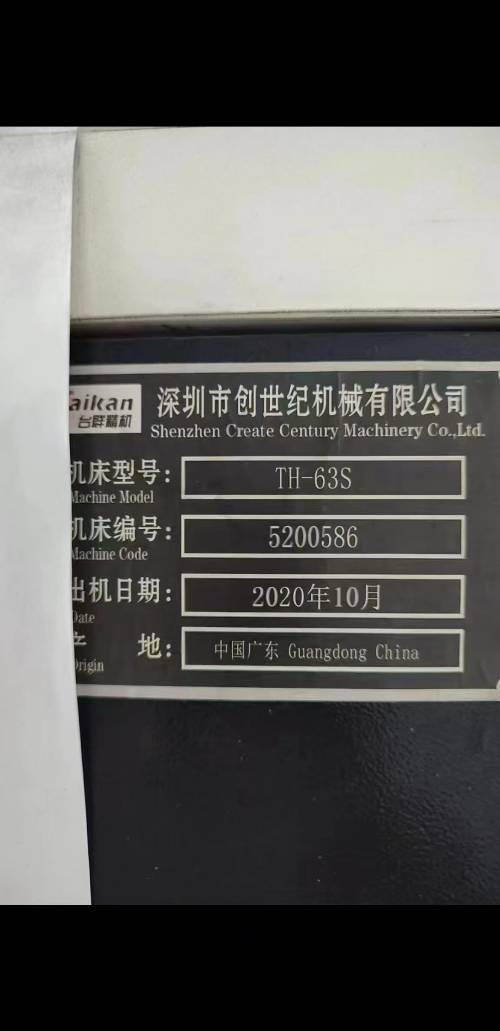 aikan
台群精机
深圳市创世纪机械有限公司
Shenzhen Create Century Machinery Co.,Ltd.
机床型号: TH-63S
Machine Model
机床编号: 5200586
Machine Code
出机日期: 2020年10月
Date
产 地: 中国广东 Guangdong China
Origin